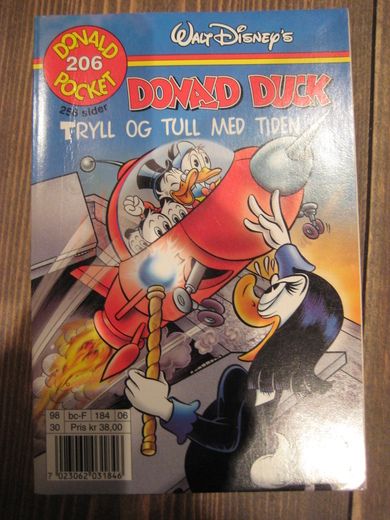 DONALD
206
POCKET
256 sider
WALT DISNEY'S
DONALD DUCK
TRYLL OG TULL MED TIDEN
98 bc-F 184 06
30 Pris kr 38,00
7 023062 031846